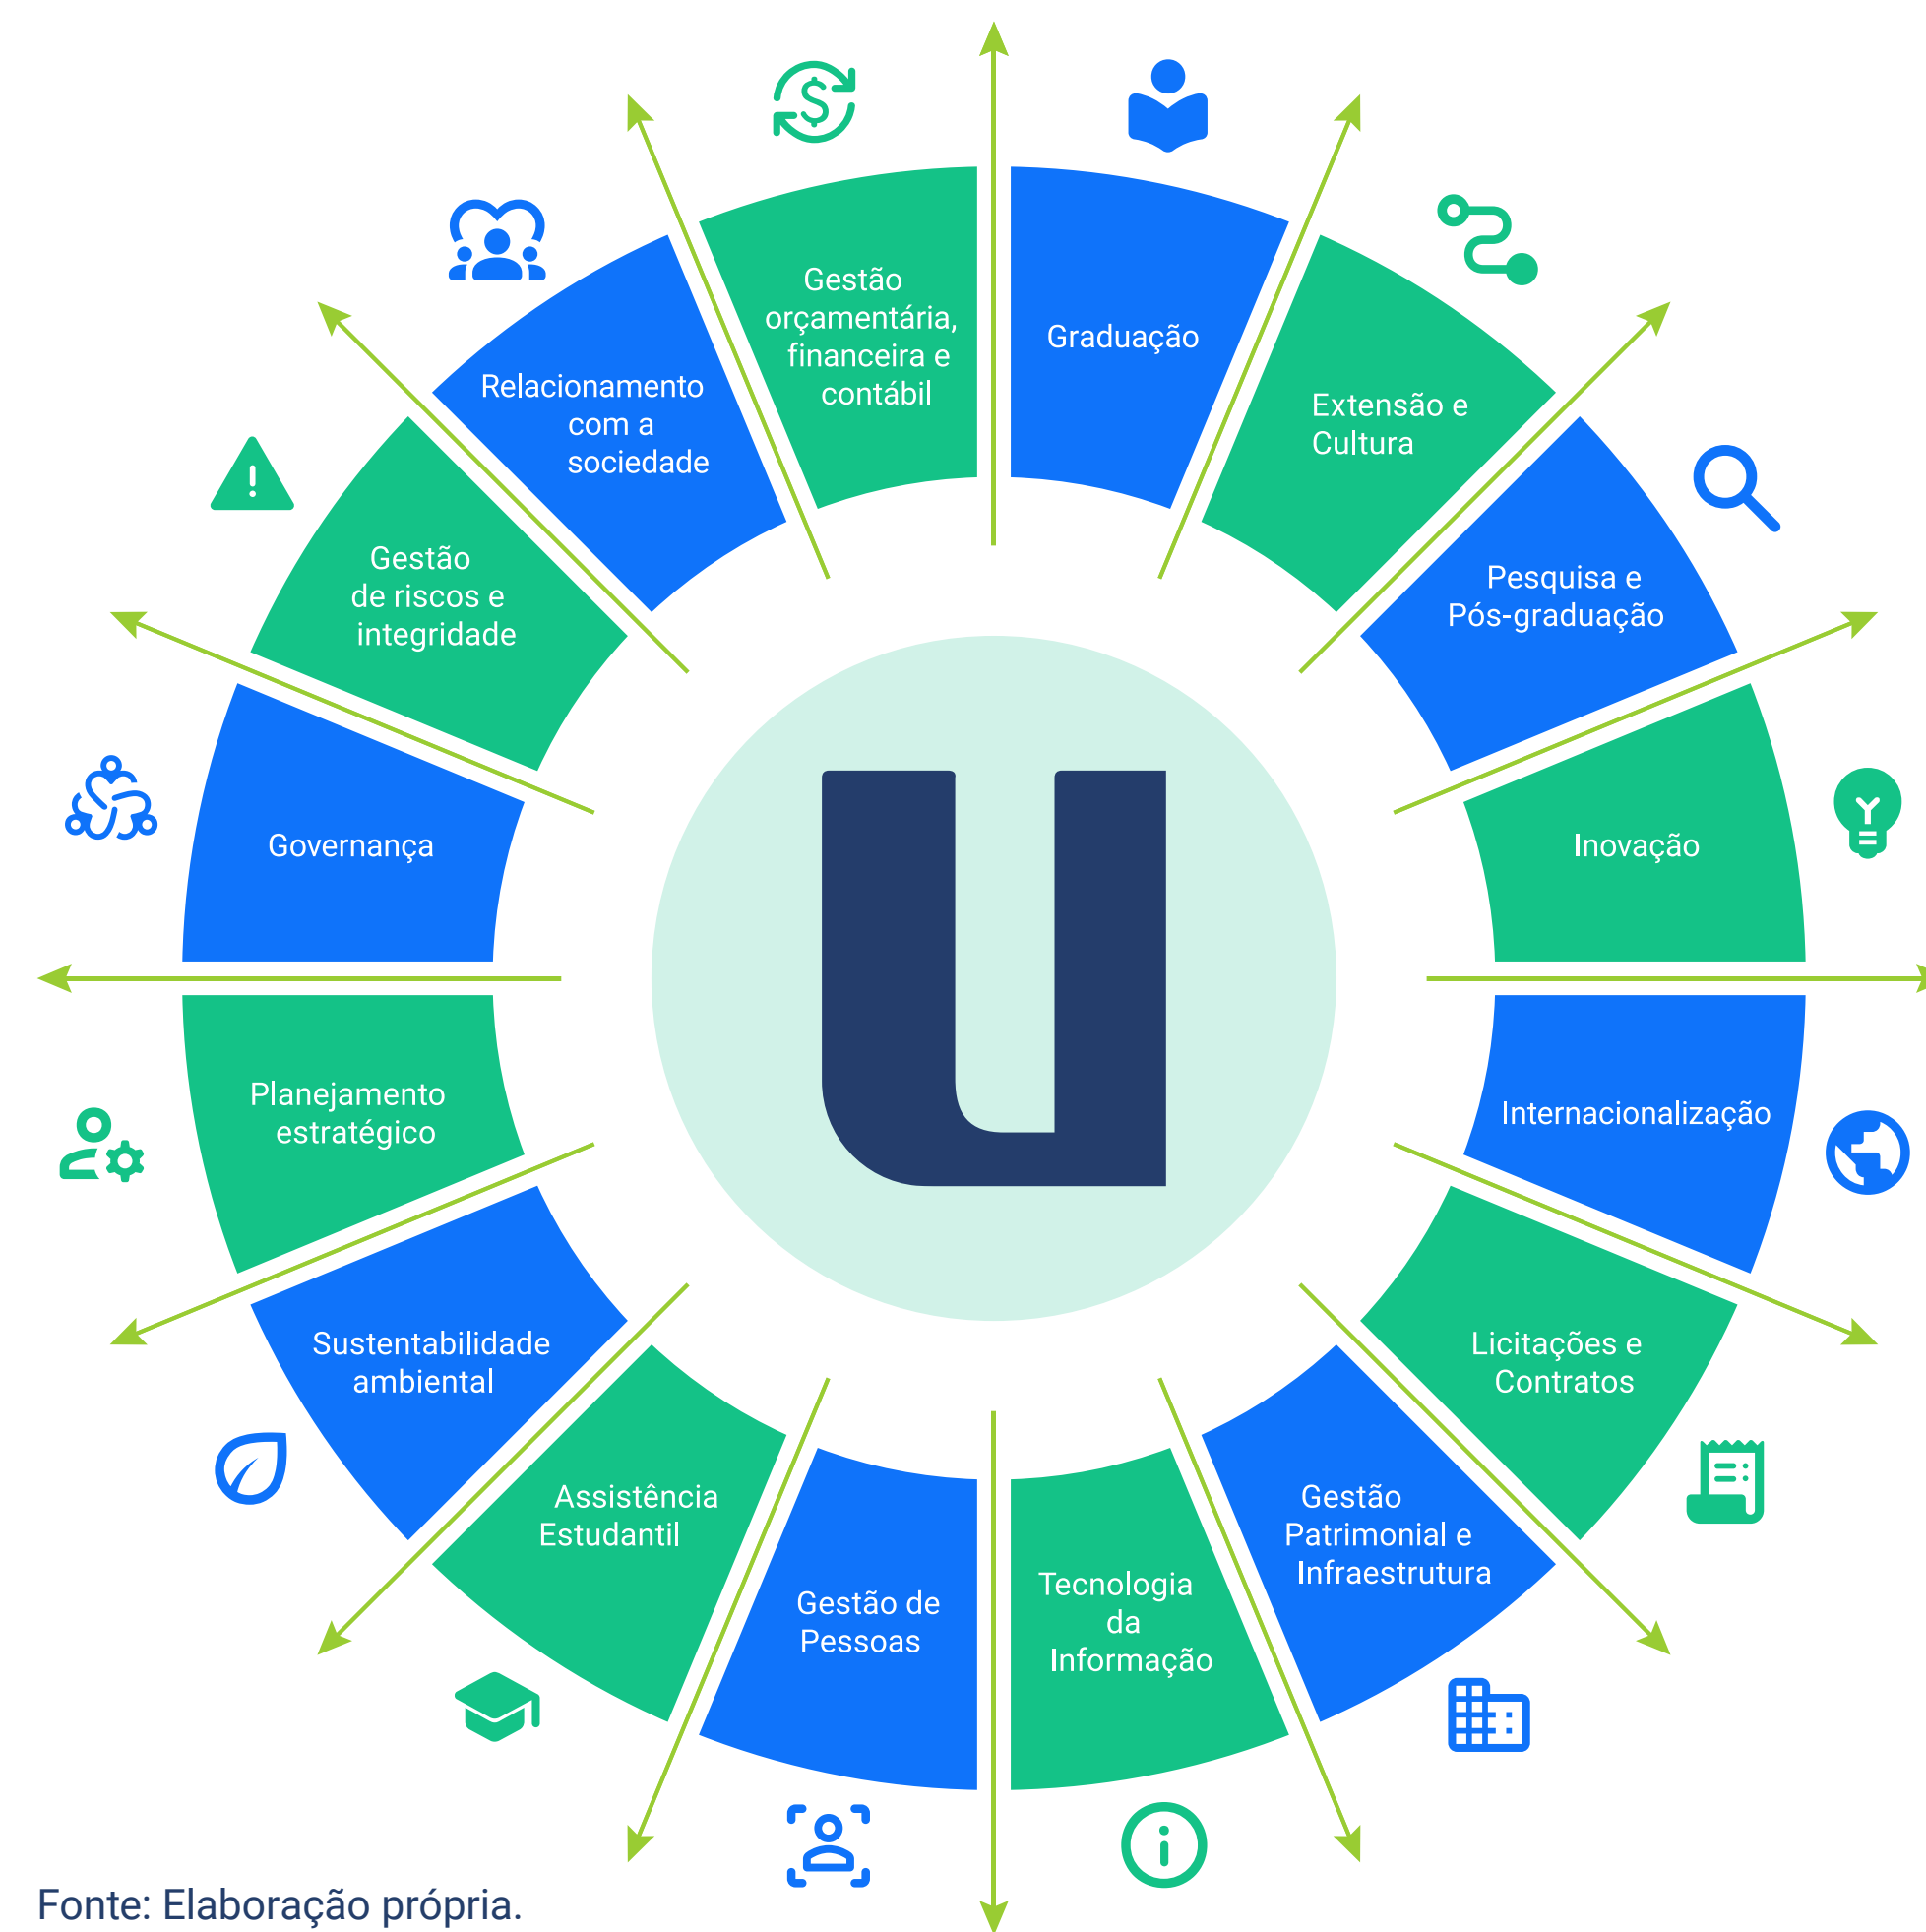 Graduação
Extensão e
Cultura
Pesquisa e
Pós-graduação
Inovação
Internacionalização
Licitações e
Contratos
Gestão
Patrimonial e
Infraestrutura
Tecnologia
da
Informação
Gestão de
Pessoas
Assistência
Estudantil
Sustentabilidade
ambiental
Planejamento
estratégico
Governança
Gestão
de riscos e
integridade
Relacionamento
com a
sociedade
Gestão
orçamentária,
financeira e
contábil
U
Fonte: Elaboração própria.